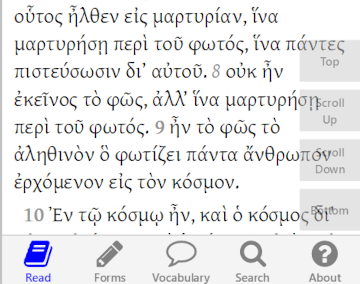 οὗτος ἦλθεν εἰς μαρτυρίαν, ἵνα
μαρτυρήσῃ περὶ τοῦ φωτός, ἵνα πάντες
πιστεύσωσιν δι’ αὐτοῦ. 8 οὐκ ἦν
ἐκεῖνος τὸ φῶς, ἀλλ’ ἵνα μαρτυρήσῃ
περὶ τοῦ φωτός. 9 ἦν τὸ φῶς τὸ
ἀληθινὸν ὃ φωτίζει πάντα ἄνθρωπον
ἐρχόμενον εἰς τὸν κόσμον.
10 Ἐν τῷ κόσμῳ ἦν, καὶ ὁ κόσμος δι’
Top
Scroll
Up
Scroll
Down
Bottom
Read Forms Vocabulary Search About